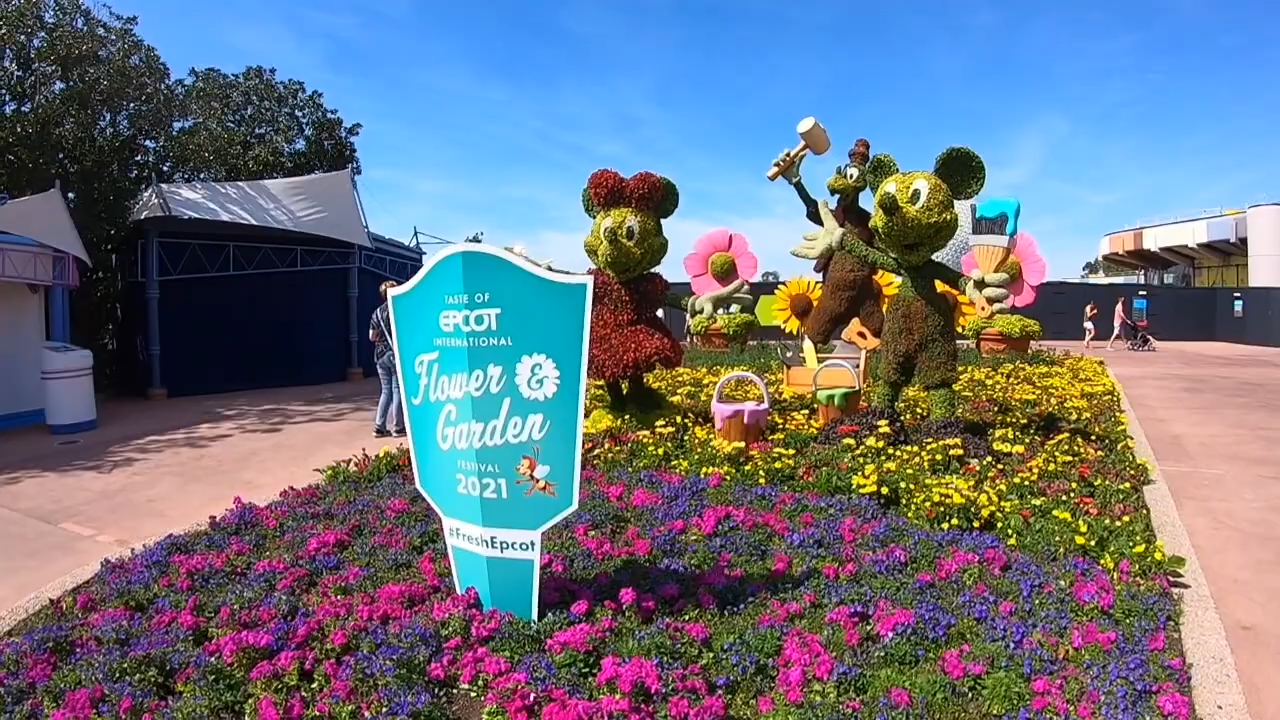 TASTE OF
EPCOT
INTERNATIONAL
Flower &
Garden
FESTIVAL
2021
#FreshEpcot